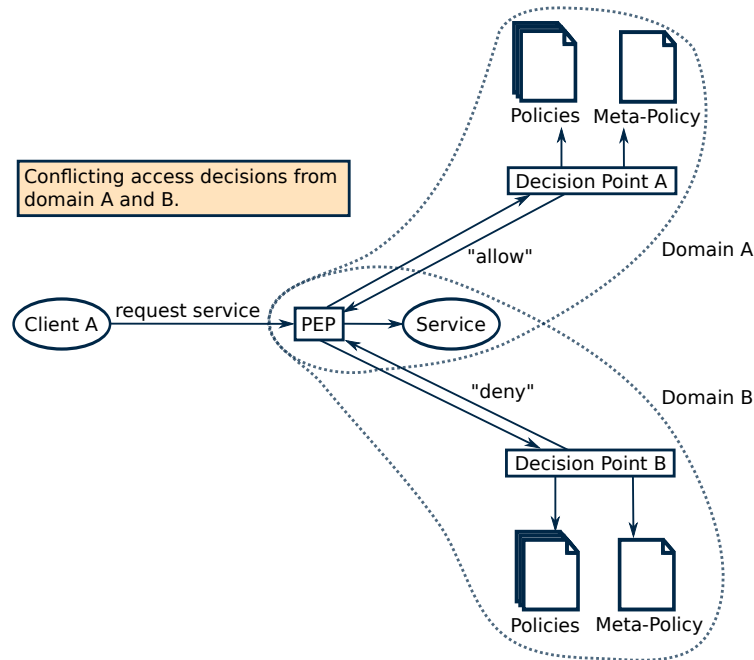 Policies
Meta-Policy
Conflicting access decisions from
domain A and B.
Decision Point A
"allow"
Domain A
Client A
request service
PEP
Service
"deny"
Domain B
Decision Point B
Policies
Meta-Policy